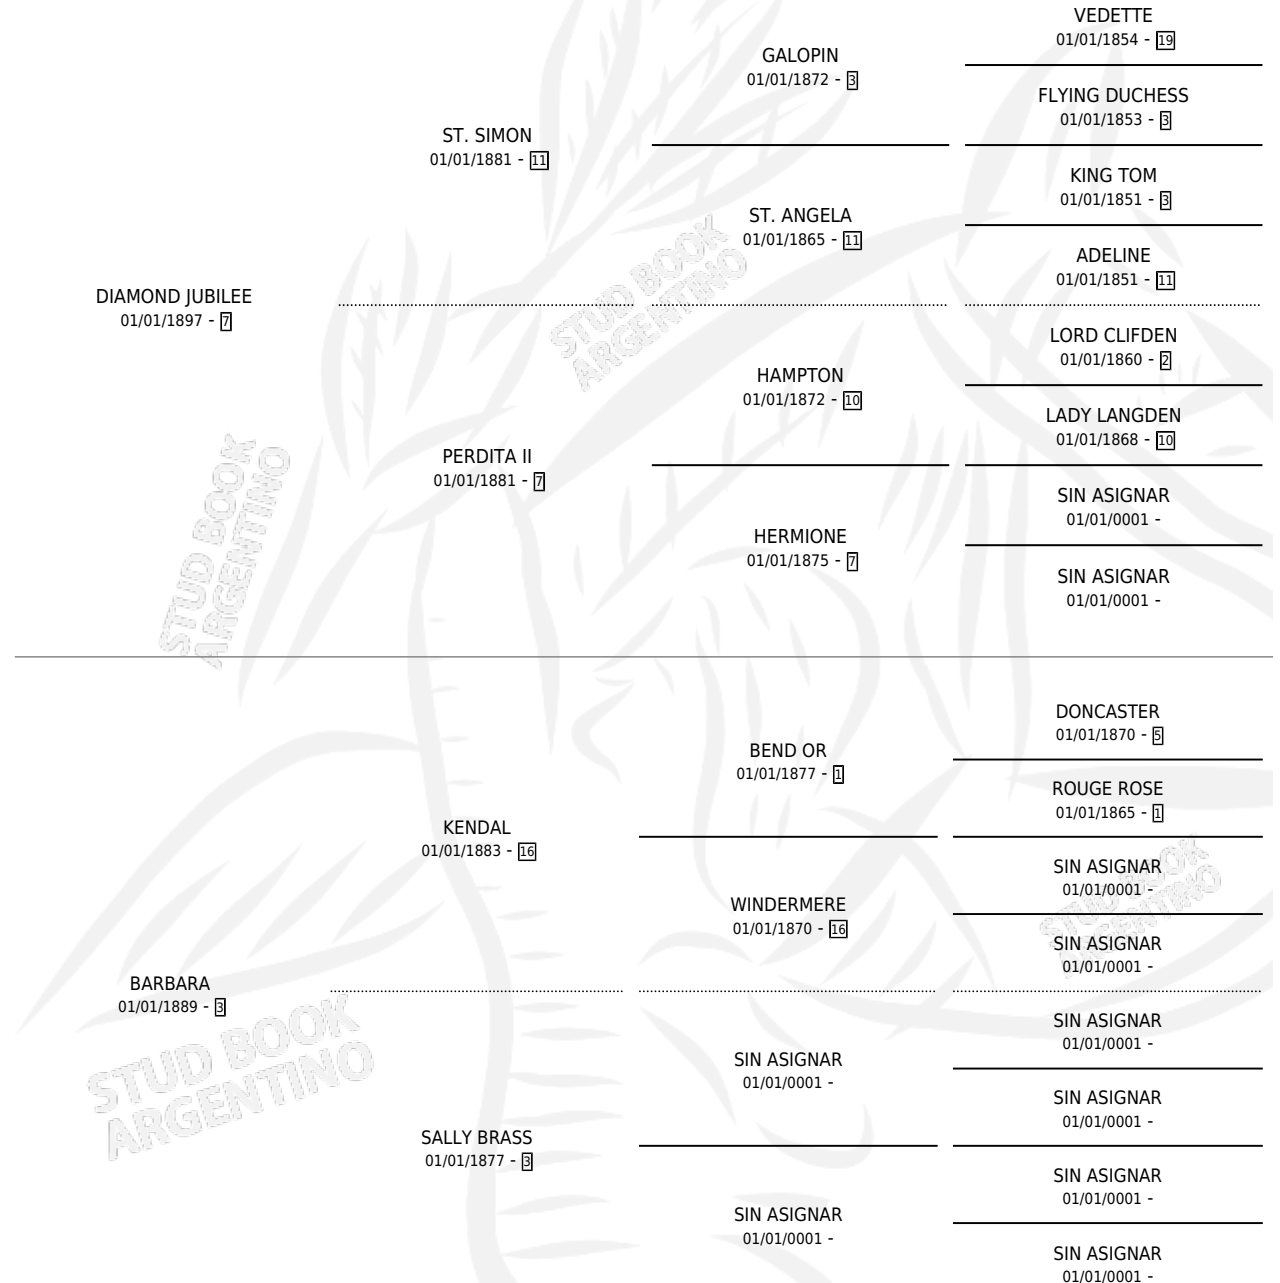 VEDETTE
01/01/1854 - 19
GALOPIN
01/01/1872 - 3
FLYING DUCHESS
01/01/1853 - 3
ST. SIMON
01/01/1881 - 11
KING TOM
01/01/1851 - 3
ST. ANGELA
01/01/1865 - 11
ADELINE
01/01/1851 - 11
DIAMOND JUBILEE
01/01/1897 - 7
STUD BOOK
ARGENTINO
LORD CLIFDEN
01/01/1860 - 2
HAMPTON
01/01/1872 - 10
LADY LANGDEN
01/01/1868 - 10
PERDITA II
01/01/1881 - 7
SIN ASIGNAR
01/01/0001 -
HERMIONE
01/01/1875 - 7
SIN ASIGNAR
01/01/0001 -
STUD BOOK
ARGENTINO
DONCASTER
01/01/1870 - 5
BEND OR
01/01/1877 - 1
ROUGE ROSE
01/01/1865 - 1
KENDAL
01/01/1883 - 16
SIN ASIGNAR
01/01/0001 -
WINDERMERE
01/01/1870 - 16
SIN ASIGNAR
01/01/0001 -
STUD BOOK
ARGENTINO
BARBARA
01/01/1889 - 3
SIN ASIGNAR
01/01/0001 -
SIN ASIGNAR
01/01/0001 -
SIN ASIGNAR
01/01/0001 -
STUD BOOK
ARGENTINO
SALLY BRASS
01/01/1877 - 3
SIN ASIGNAR
01/01/0001 -
SIN ASIGNAR
01/01/0001 -
SIN ASIGNAR
01/01/0001 -